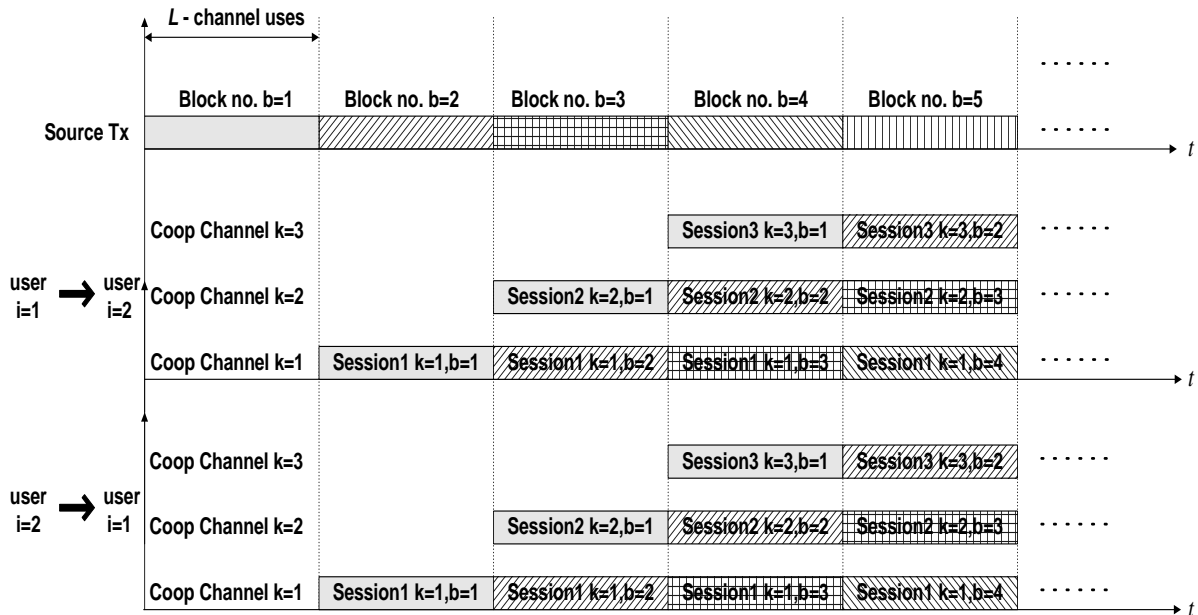 L - channel uses
Block no. b=1 Block no. b=2 Block no. b=3 Block no. b=4 Block no. b=5 . . . . . .
Source Tx . . . . . .
t
Coop Channel k=3 Session3 k=3,b=1 Session3 k=3,b=2 . . . . . .
user i=1 user i=2
Coop Channel k=2 Session2 k=2,b=1 Session2 k=2,b=2 Session2 k=2,b=3 . . . . . .
Coop Channel k=1 Session1 k=1,b=1 Session1 k=1,b=2 Session1 k=1,b=3 Session1 k=1,b=4 . . . . . .
t
Coop Channel k=3 Session3 k=3,b=1 Session3 k=3,b=2 . . . . . .
user i=2 user i=1
Coop Channel k=2 Session2 k=2,b=1 Session2 k=2,b=2 Session2 k=2,b=3 . . . . . .
Coop Channel k=1 Session1 k=1,b=1 Session1 k=1,b=2 Session1 k=1,b=3 Session1 k=1,b=4 . . . . . .
t